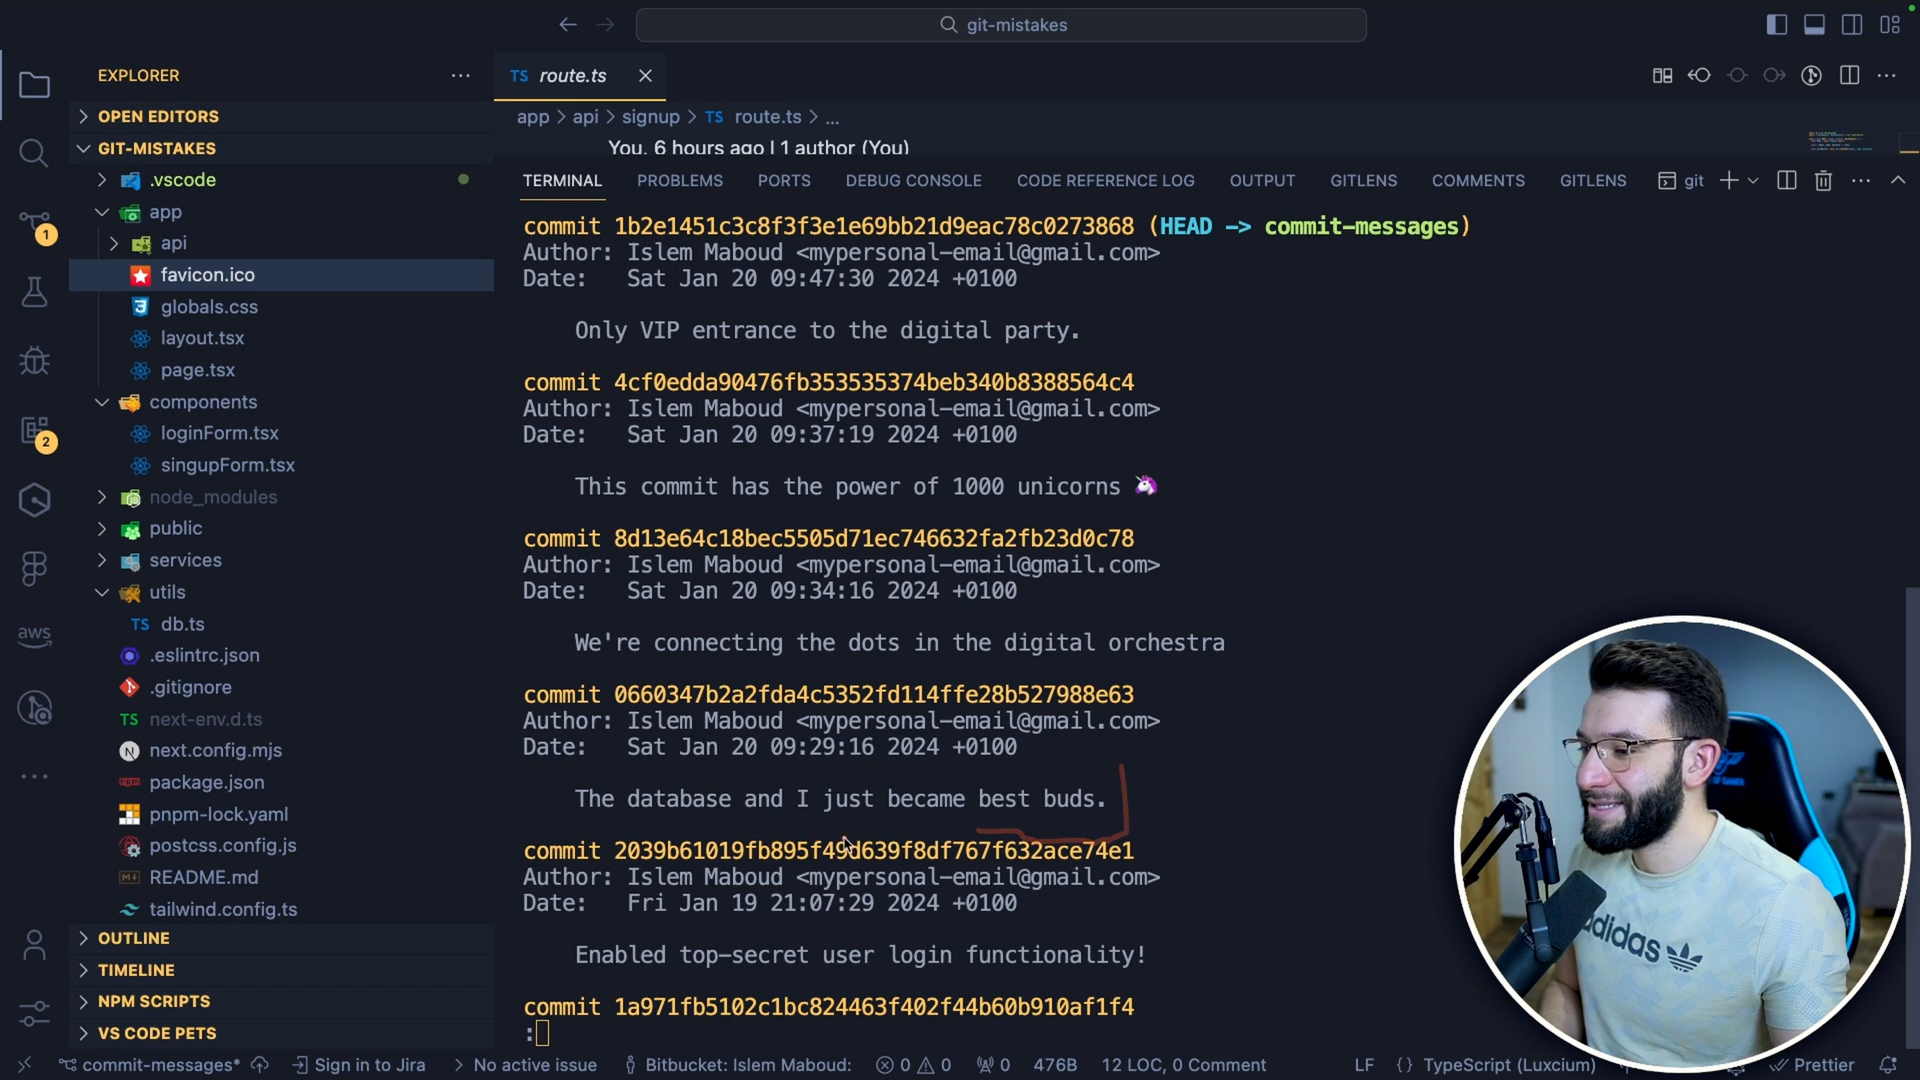 git-mistakes
EXPLORER
TS route.ts
OPEN EDITORS
app > api > signup > TS route.ts > ...
GIT-MISTAKES
You, 6 hours ago | 1 author (You)
.vscode
TERMINAL PROBLEMS PORTS DEBUG CONSOLE CODE REFERENCE LOG OUTPUT GITLENS COMMENTS GITLENS git
app
api
favicon.ico
globals.css
layout.tsx
page.tsx
components
loginForm.tsx
singupForm.tsx
node_modules
public
services
utils
TS db.ts
.eslintrc.json
.gitignore
TS next-env.d.ts
N next.config.mjs
package.json
pnpm-lock.yaml
postcss.config.js
README.md
tailwind.config.ts
OUTLINE
TIMELINE
NPM SCRIPTS
VS CODE PETS
1
2
aws
commit 1b2e1451c3c8f3f3e1e69bb21d9eac78c0273868 (HEAD -> commit-messages)
Author: Islem Maboud <mypersonal-email@gmail.com>
Date: Sat Jan 20 09:47:30 2024 +0100
Only VIP entrance to the digital party.
commit 4cf0edda90476fb353535374beb340b8388564c4
Author: Islem Maboud <mypersonal-email@gmail.com>
Date: Sat Jan 20 09:37:19 2024 +0100
This commit has the power of 1000 unicorns 🦄
commit 8d13e64c18bec5505d71ec746632fa2fb23d0c78
Author: Islem Maboud <mypersonal-email@gmail.com>
Date: Sat Jan 20 09:34:16 2024 +0100
We're connecting the dots in the digital orchestra
commit 0660347b2a2fda4c5352fd114ffe28b527988e63
Author: Islem Maboud <mypersonal-email@gmail.com>
Date: Sat Jan 20 09:29:16 2024 +0100
The database and I just became best buds.
commit 2039b61019fb895f49d639f8df767f632ace74e1
Author: Islem Maboud <mypersonal-email@gmail.com>
Date: Fri Jan 19 21:07:29 2024 +0100
Enabled top-secret user login functionality!
commit 1a971fb5102c1bc824463f402f44b60b910af1f4
:
adidas
commit-messages* Sign in to Jira No active issue Bitbucket: Islem Maboud: 0 0 0 476B 12 LOC, 0 Comment LF {} TypeScript (Luxcium) Prettier